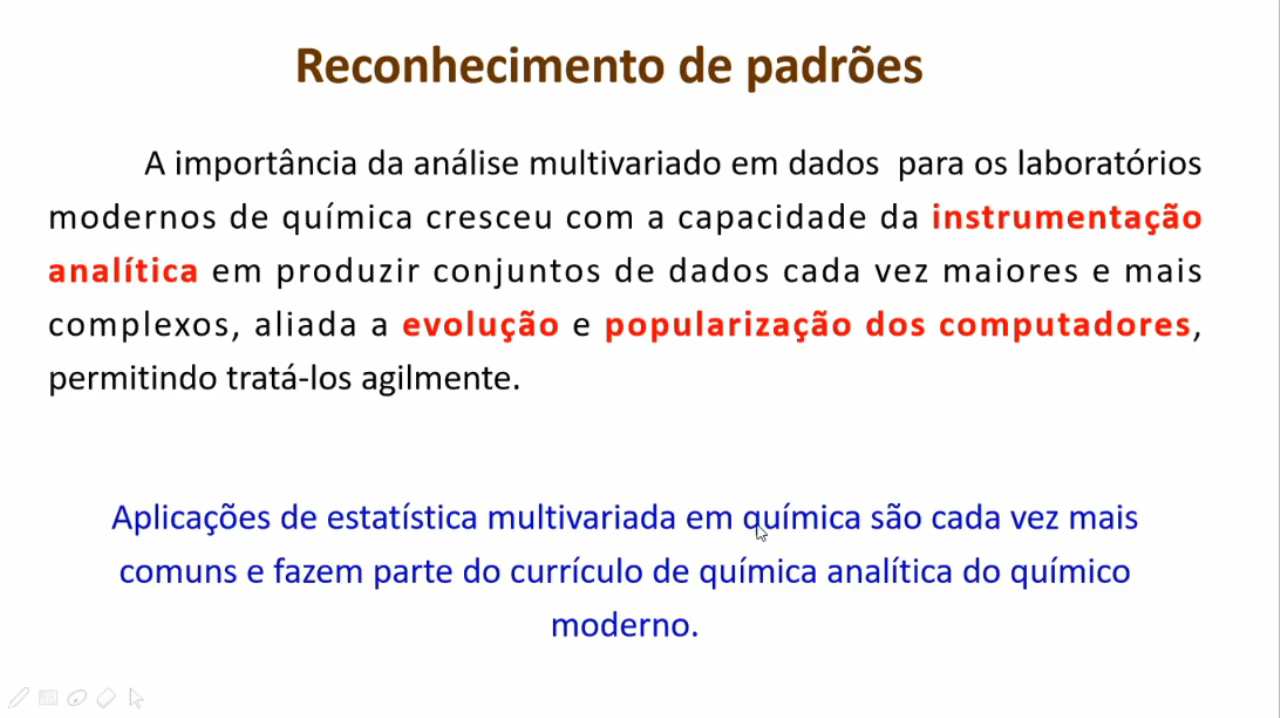 Reconhecimento de padrões
A importância da análise multivariado em dados para os laboratórios
modernos de química cresceu com a capacidade da instrumentação
analítica em produzir conjuntos de dados cada vez maiores e mais
complexos, aliada a evolução e popularização dos computadores,
permitindo tratá-los agilmente.
Aplicações de estatística multivariada em química são cada vez mais
comuns e fazem parte do currículo de química analítica do químico
moderno.